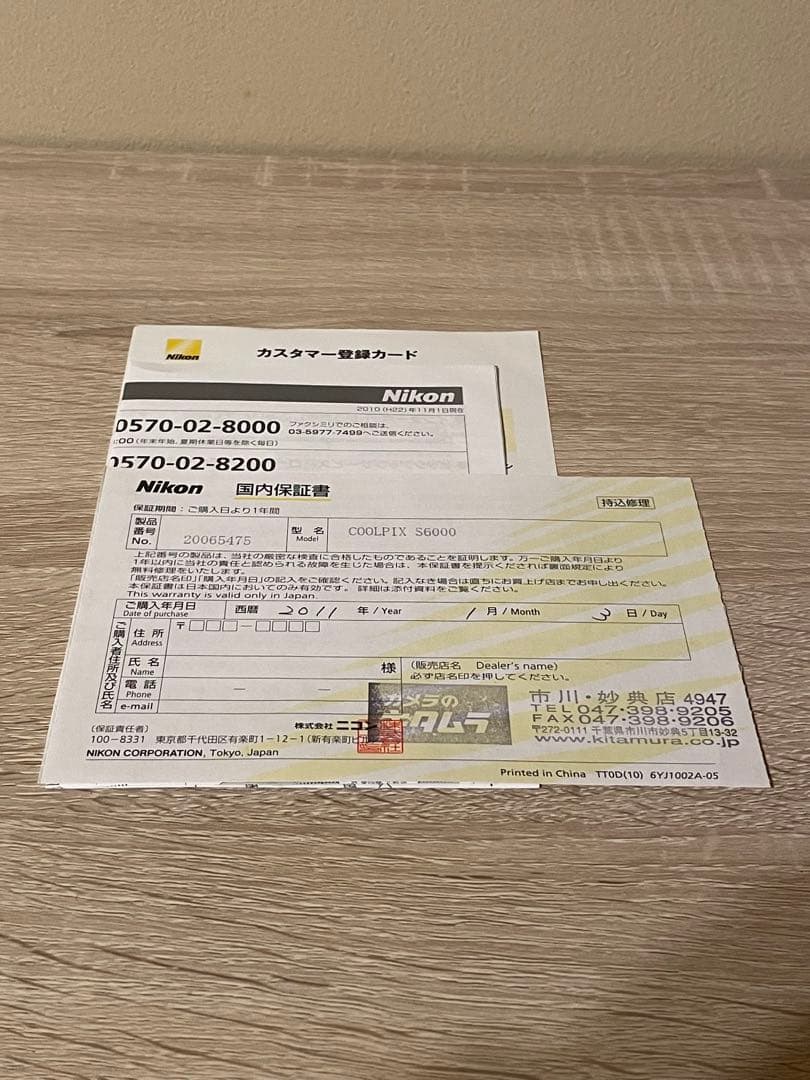 Nikon
カスタマー登録カード
Nikon
2010 (H22) 年11月1日現在
0570-02-8000
ファクシミリでのご相談は、
03-5977-7499へご送信ください。
:00 (年末年始、夏期休業日等を除く毎日)
0570-02-8200
Nikon 国内保証書
持込修理
保証期間:ご購入日より1年間
製品番号 No. 20065475
型名 Model COOLPIX S6000
上記番号の製品は、当社の厳密な検査に合格したものであることを証明します。万一ご購入年月日より
1年以内に当社の責任と認められる故障を生じた場合は、本保証書を提示くだされば裏面規定により
無料修理をいたします。
「販売店名印」「購入年月日」の記入をご確認ください。記入なき場合は直ちにお買上げ店までお申し出ください。
本保証書は日本国内においてのみ有効です。 詳細は添付資料をご覧ください。
This warranty is valid only in Japan.
ご購入年月日 西暦 2011 年/Year 1 月/Month 3 日/Day
Date of purchase
ご購入者住所及び氏名
住所 〒
Address
氏名 様
Name
電話
Phone
e-mail
(販売店名 Dealer's name)
必ず店名印を押してください。
カメラの
キタムラ
市川・妙典店 4947
TEL 047-398-9205
FAX 047-398-9206
〒272-0111 千葉県市川市妙典5丁目13-32
www.kitamura.co.jp
(保証責任者) 株式会社 ニコン
100-8331 東京都千代田区有楽町1-12-1(新有楽町ビ
NIKON CORPORATION, Tokyo, Japan
Printed in China TT0D(10) 6YJ1002A-05